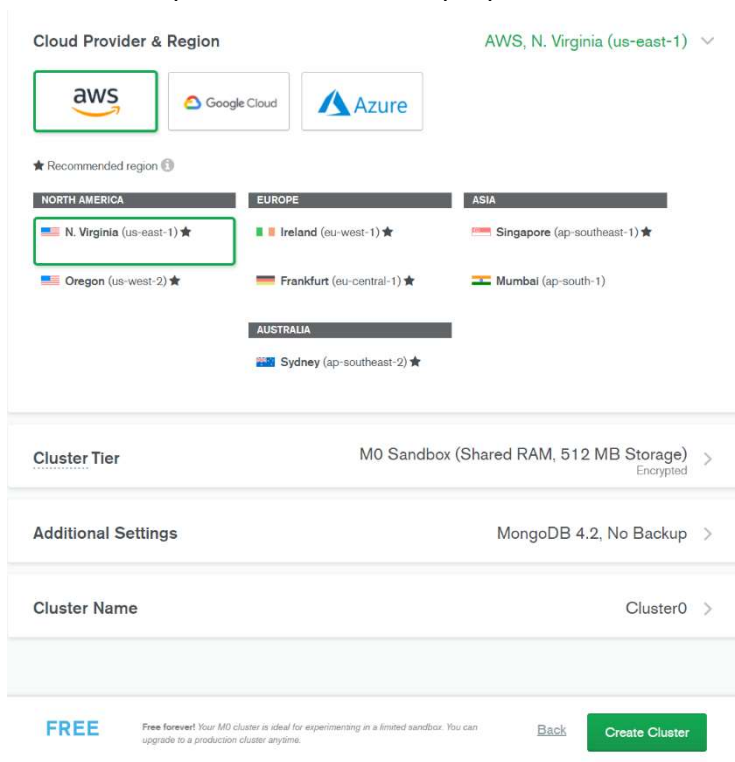 Cloud Provider & Region
AWS, N. Virginia (us-east-1)
aws
Google Cloud
Azure
★ Recommended region
NORTH AMERICA
EUROPE
ASIA
N. Virginia (us-east-1) ★
Ireland (eu-west-1) ★
Singapore (ap-southeast-1) ★
Oregon (us-west-2) ★
Frankfurt (eu-central-1) ★
Mumbai (ap-south-1)
AUSTRALIA
Sydney (ap-southeast-2) ★
Cluster Tier
M0 Sandbox (Shared RAM, 512 MB Storage)
Encrypted
Additional Settings
MongoDB 4.2, No Backup
Cluster Name
Cluster0
FREE
Free forever! Your M0 cluster is ideal for experimenting in a limited sandbox. You can
upgrade to a production cluster anytime.
Back
Create Cluster